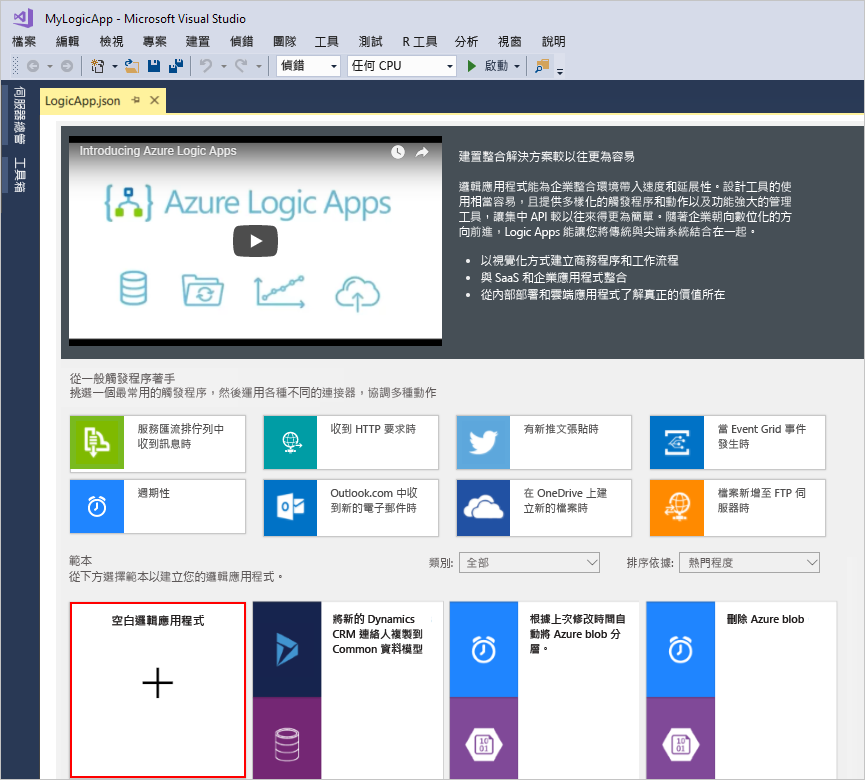 MyLogicApp - Microsoft Visual Studio
檔案 編輯 檢視 專案 建置 偵錯 團隊 工具 測試 R 工具 分析 視窗 說明
偵錯 任何 CPU 啟動
伺服器總管
工具箱
LogicApp.json
Introducing Azure Logic Apps
Azure Logic Apps
建置整合解決方案較以往更為容易
邏輯應用程式能為企業整合環境帶入速度和延展性。設計工具的使
用相當容易，且提供多樣化的觸發程序和動作以及功能強大的管理
工具，讓集中 API 較以往來得更為簡單。隨著企業朝向數位化的方
向前進，Logic Apps 能讓您將傳統與尖端系統結合在一起。
• 以視覺化方式建立商務程序和工作流程
• 與 SaaS 和企業應用程式整合
• 從內部部署和雲端應用程式了解真正的價值所在
從一般觸發程序著手
挑選一個最常用的觸發程序，然後運用各種不同的連接器，協調多種動作
服務匯流排佇列中
收到訊息時
收到 HTTP 要求時
有新推文張貼時
當 Event Grid 事件
發生時
週期性
Outlook.com 中收
到新的電子郵件時
在 OneDrive 上建
立新的檔案時
檔案新增至 FTP 伺
服器時
範本
從下方選擇範本以建立您的邏輯應用程式。
類別: 全部
排序依據: 熱門程度
空白邏輯應用程式
將新的 Dynamics
CRM 連絡人複製到
Common 資料模型
根據上次修改時間自
動將 Azure blob 分
層。
刪除 Azure blob
10
01
10
01